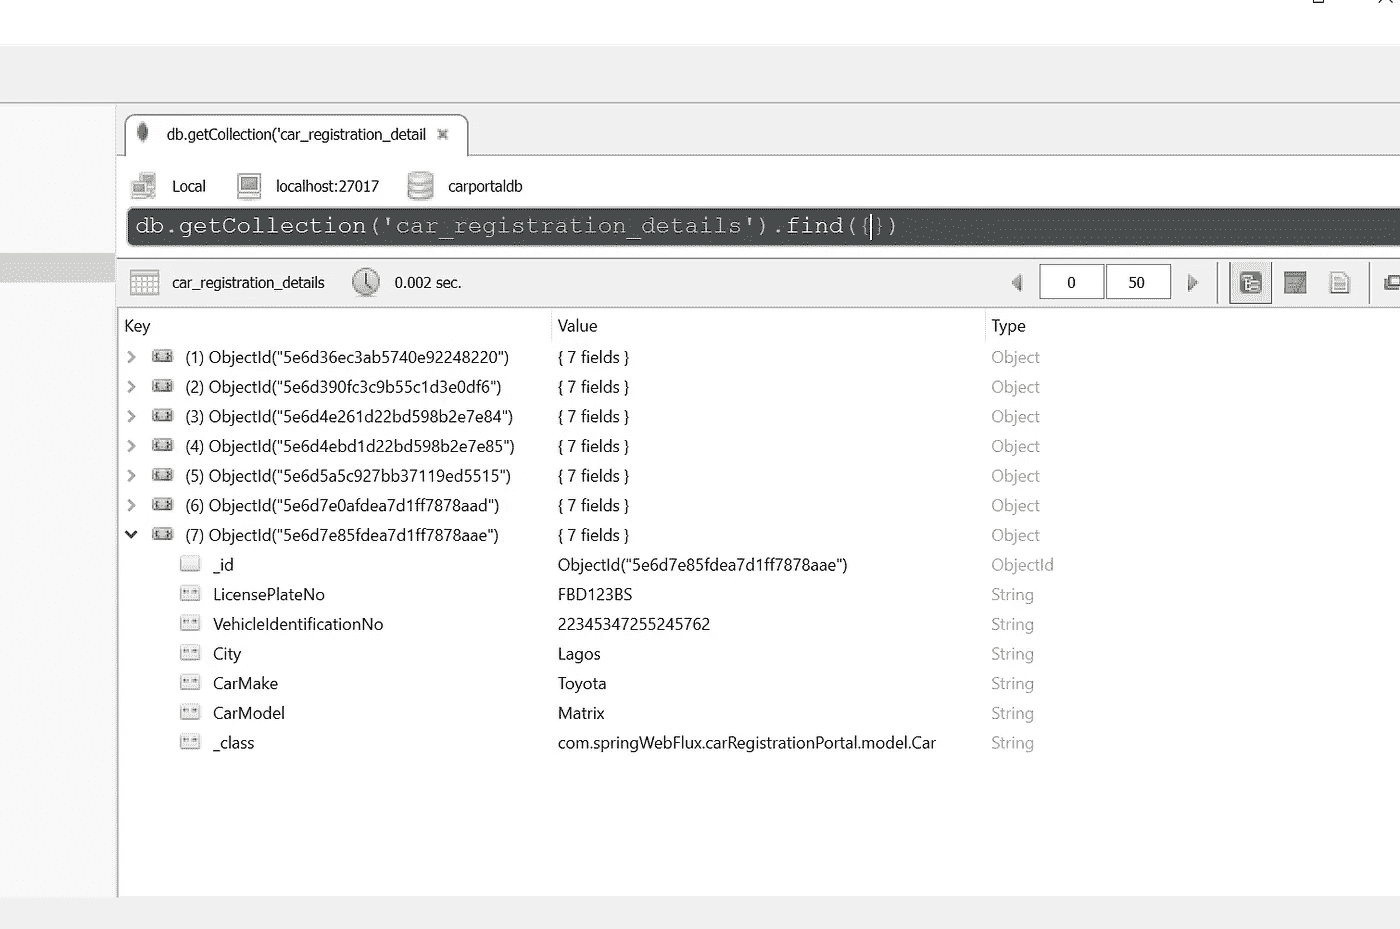 db.getCollection('car_registration_detail
Local localhost:27017 carportaldb
db.getCollection('car_registration_details').find({})
car_registration_details 0.002 sec. 0 50
Key Value Type
(1) ObjectId("5e6d36ec3ab5740e92248220") { 7 fields } Object
(2) ObjectId("5e6d390fc3c9b55c1d3e0df6") { 7 fields } Object
(3) ObjectId("5e6d4e261d22bd598b2e7e84") { 7 fields } Object
(4) ObjectId("5e6d4ebd1d22bd598b2e7e85") { 7 fields } Object
(5) ObjectId("5e6d5a5c927bb37119ed5515") { 7 fields } Object
(6) ObjectId("5e6d7e0afdea7d1ff7878aad") { 7 fields } Object
(7) ObjectId("5e6d7e85fdea7d1ff7878aae") { 7 fields } Object
_id ObjectId("5e6d7e85fdea7d1ff7878aae") ObjectId
LicensePlateNo FBD123BS String
VehicleIdentificationNo 22345347255245762 String
City Lagos String
CarMake Toyota String
CarModel Matrix String
_class com.springWebFlux.carRegistrationPortal.model.Car String